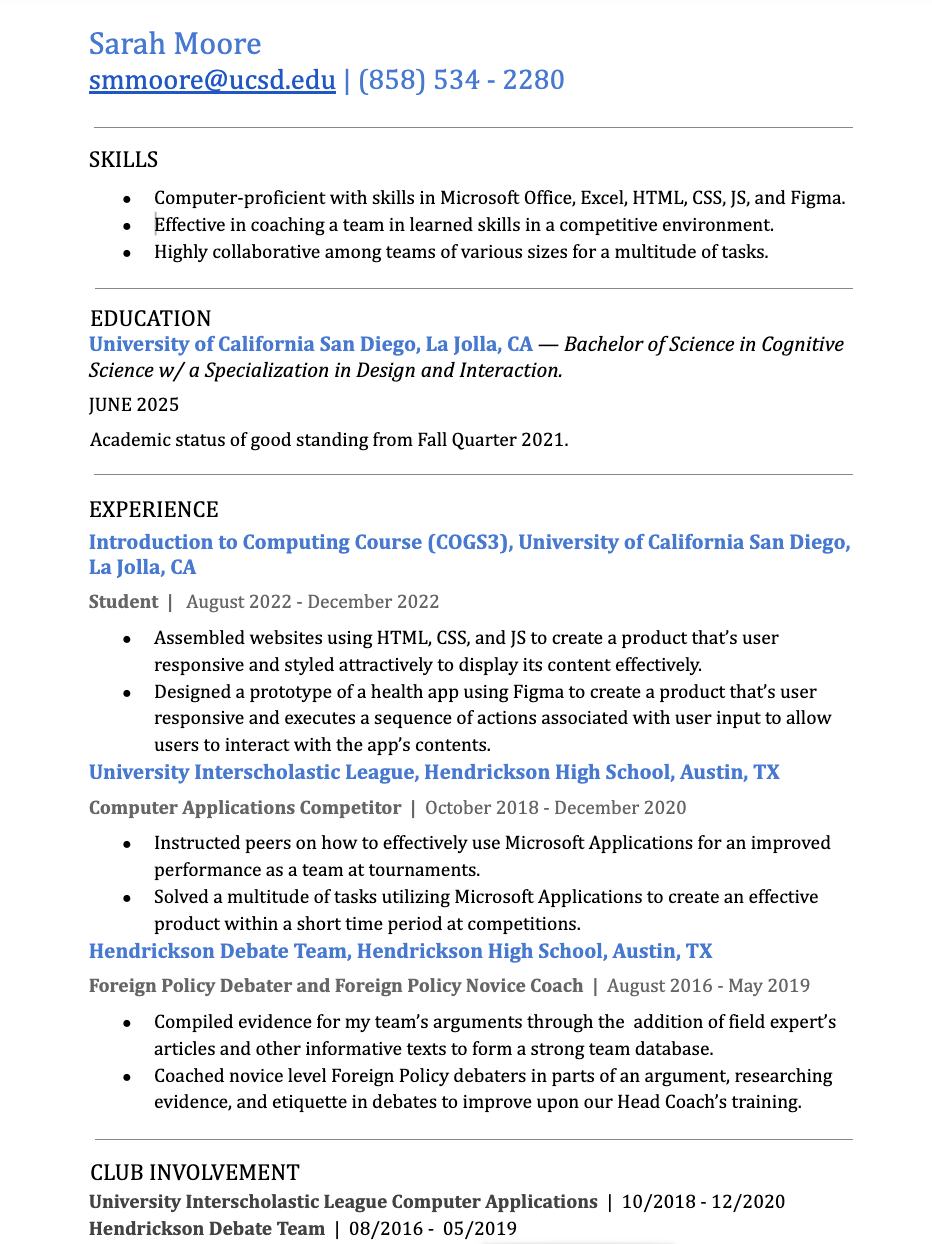 Sarah Moore
smmoore@ucsd.edu | (858) 534 - 2280
SKILLS
● Computer-proficient with skills in Microsoft Office, Excel, HTML, CSS, JS, and Figma.
● Effective in coaching a team in learned skills in a competitive environment.
● Highly collaborative among teams of various sizes for a multitude of tasks.
EDUCATION
University of California San Diego, La Jolla, CA — Bachelor of Science in Cognitive
Science w/ a Specialization in Design and Interaction.
JUNE 2025
Academic status of good standing from Fall Quarter 2021.
EXPERIENCE
Introduction to Computing Course (COGS3), University of California San Diego,
La Jolla, CA
Student | August 2022 - December 2022
● Assembled websites using HTML, CSS, and JS to create a product that’s user
responsive and styled attractively to display its content effectively.
● Designed a prototype of a health app using Figma to create a product that’s user
responsive and executes a sequence of actions associated with user input to allow
users to interact with the app’s contents.
University Interscholastic League, Hendrickson High School, Austin, TX
Computer Applications Competitor | October 2018 - December 2020
● Instructed peers on how to effectively use Microsoft Applications for an improved
performance as a team at tournaments.
● Solved a multitude of tasks utilizing Microsoft Applications to create an effective
product within a short time period at competitions.
Hendrickson Debate Team, Hendrickson High School, Austin, TX
Foreign Policy Debater and Foreign Policy Novice Coach | August 2016 - May 2019
● Compiled evidence for my team’s arguments through the  addition of field expert’s
articles and other informative texts to form a strong team database.
● Coached novice level Foreign Policy debaters in parts of an argument, researching
evidence, and etiquette in debates to improve upon our Head Coach’s training.
CLUB INVOLVEMENT
University Interscholastic League Computer Applications | 10/2018 - 12/2020
Hendrickson Debate Team | 08/2016 - 05/2019